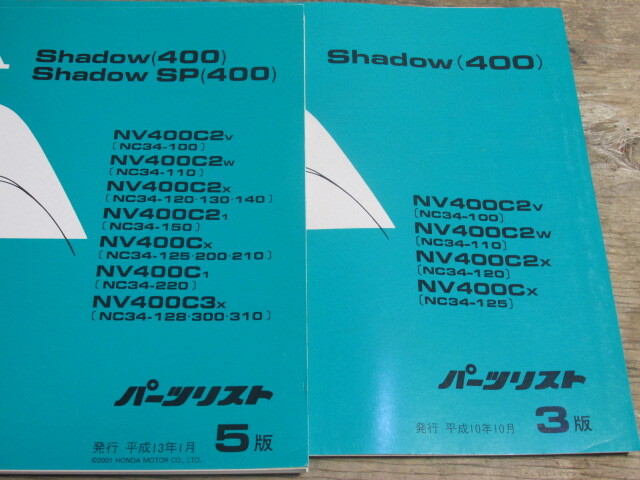 Shadow(400)
Shadow SP(400)
NV400C2V
[NC34-100]
NV400C2W
[NC34-110]
NV400C2X
[NC34-120·130·140]
NV400C21
[NC34-150]
NV400CX
[NC34-125·200·210]
NV400C1
[NC34-220]
NV400C3X
[NC34-128·300·310]
パーツリスト
発行 平成13年1月 5版
©2001 HONDA MOTOR CO., LTD.
Shadow(400)
NV400C2V
[NC34-100]
NV400C2W
[NC34-110]
NV400C2X
[NC34-120]
NV400CX
[NC34-125]
パーツリスト
発行 平成10年10月 3版